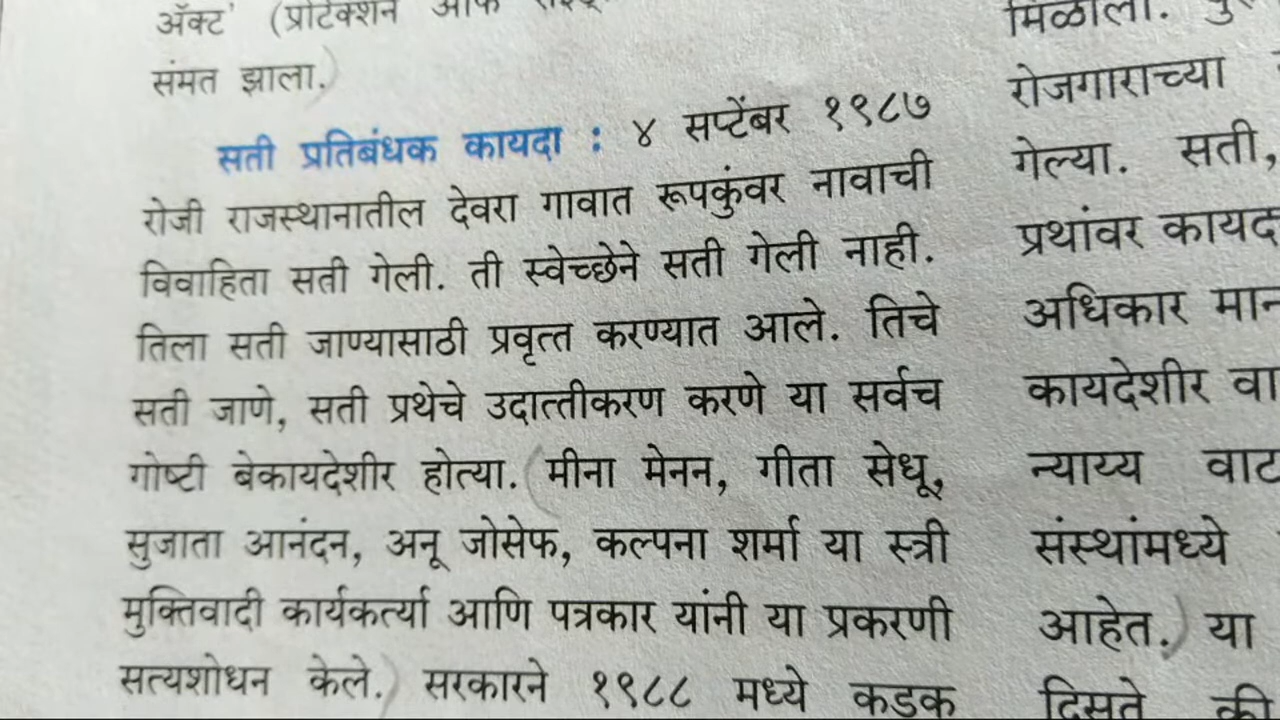 ॲक्ट' (प्रोटेक्शन ऑफ
संमत झाला.)
सती प्रतिबंधक कायदा : ४ सप्टेंबर १९८७
रोजी राजस्थानातील देवरा गावात रूपकुंवर नावाची
विवाहिता सती गेली. ती स्वेच्छेने सती गेली नाही.
तिला सती जाण्यासाठी प्रवृत्त करण्यात आले. तिचे
सती जाणे, सती प्रथेचे उदात्तीकरण करणे या सर्वच
गोष्टी बेकायदेशीर होत्या. (मीना मेनन, गीता सेधू,
सुजाता आनंदन, अनू जोसेफ, कल्पना शर्मा या स्त्री
मुक्तिवादी कार्यकर्त्या आणि पत्रकार यांनी या प्रकरणी
सत्यशोधन केले.) सरकारने १९८८ मध्ये कडक
मिळाला.
रोजगाराच्या
गेल्या. सती,
प्रथांवर कायद
अधिकार मान
कायदेशीर वा
न्याय्य वाट
संस्थांमध्ये
आहेत.) या
दिसते की